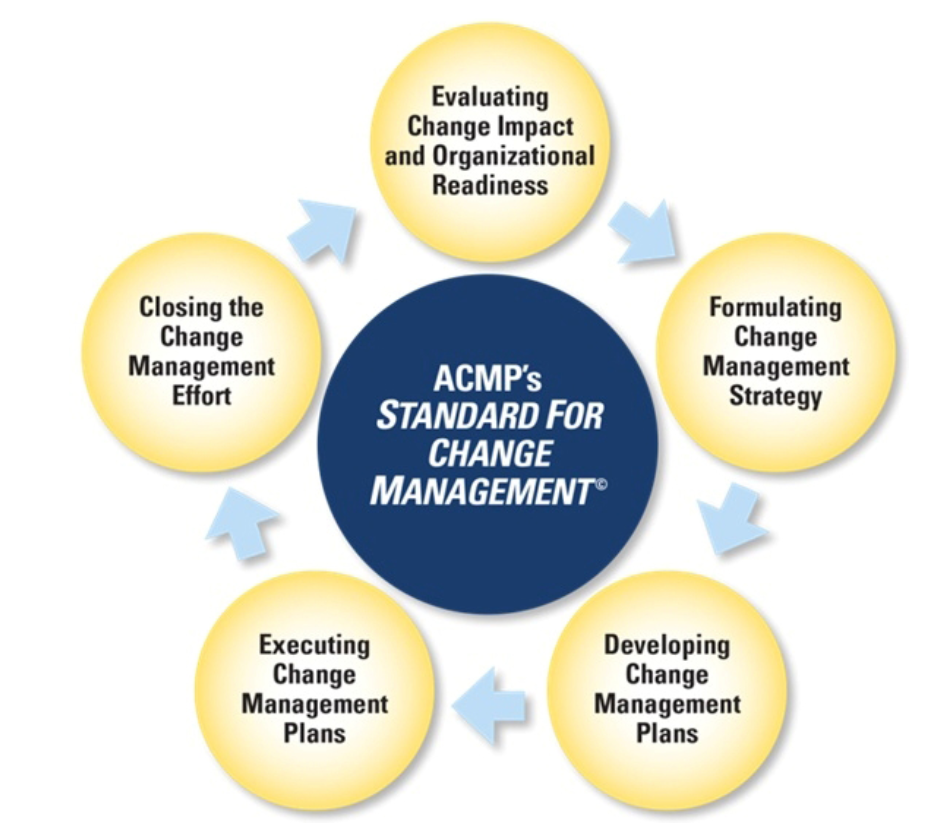 Evaluating
Change Impact
and Organizational
Readiness
Formulating
Change
Management
Strategy
Developing
Change
Management
Plans
Executing
Change
Management
Plans
Closing the
Change
Management
Effort
ACMP's
STANDARD FOR
CHANGE
MANAGEMENT©